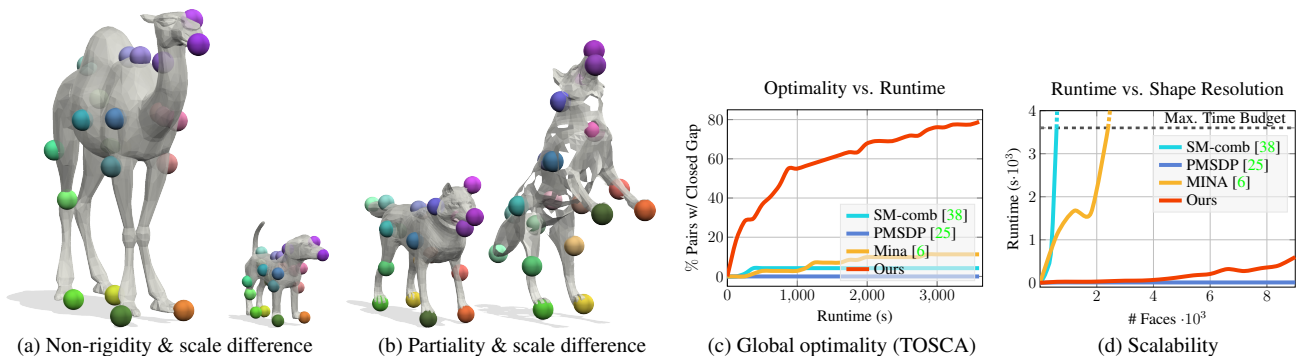 Optimality vs. Runtime
% Pairs w/ Closed Gap
80
60
40
20
0
0
1,000
2,000
3,000
Runtime (s)
SM-comb [38]
PMSDP [25]
Mina [6]
Ours
Runtime vs. Shape Resolution
Runtime (s·10³)
4
3
2
1
0
2
4
6
8
# Faces ·10³
Max. Time Budget
SM-comb [38]
PMSDP [25]
MINA [6]
Ours
(a) Non-rigidity & scale difference
(b) Partiality & scale difference
(c) Global optimality (TOSCA)
(d) Scalability